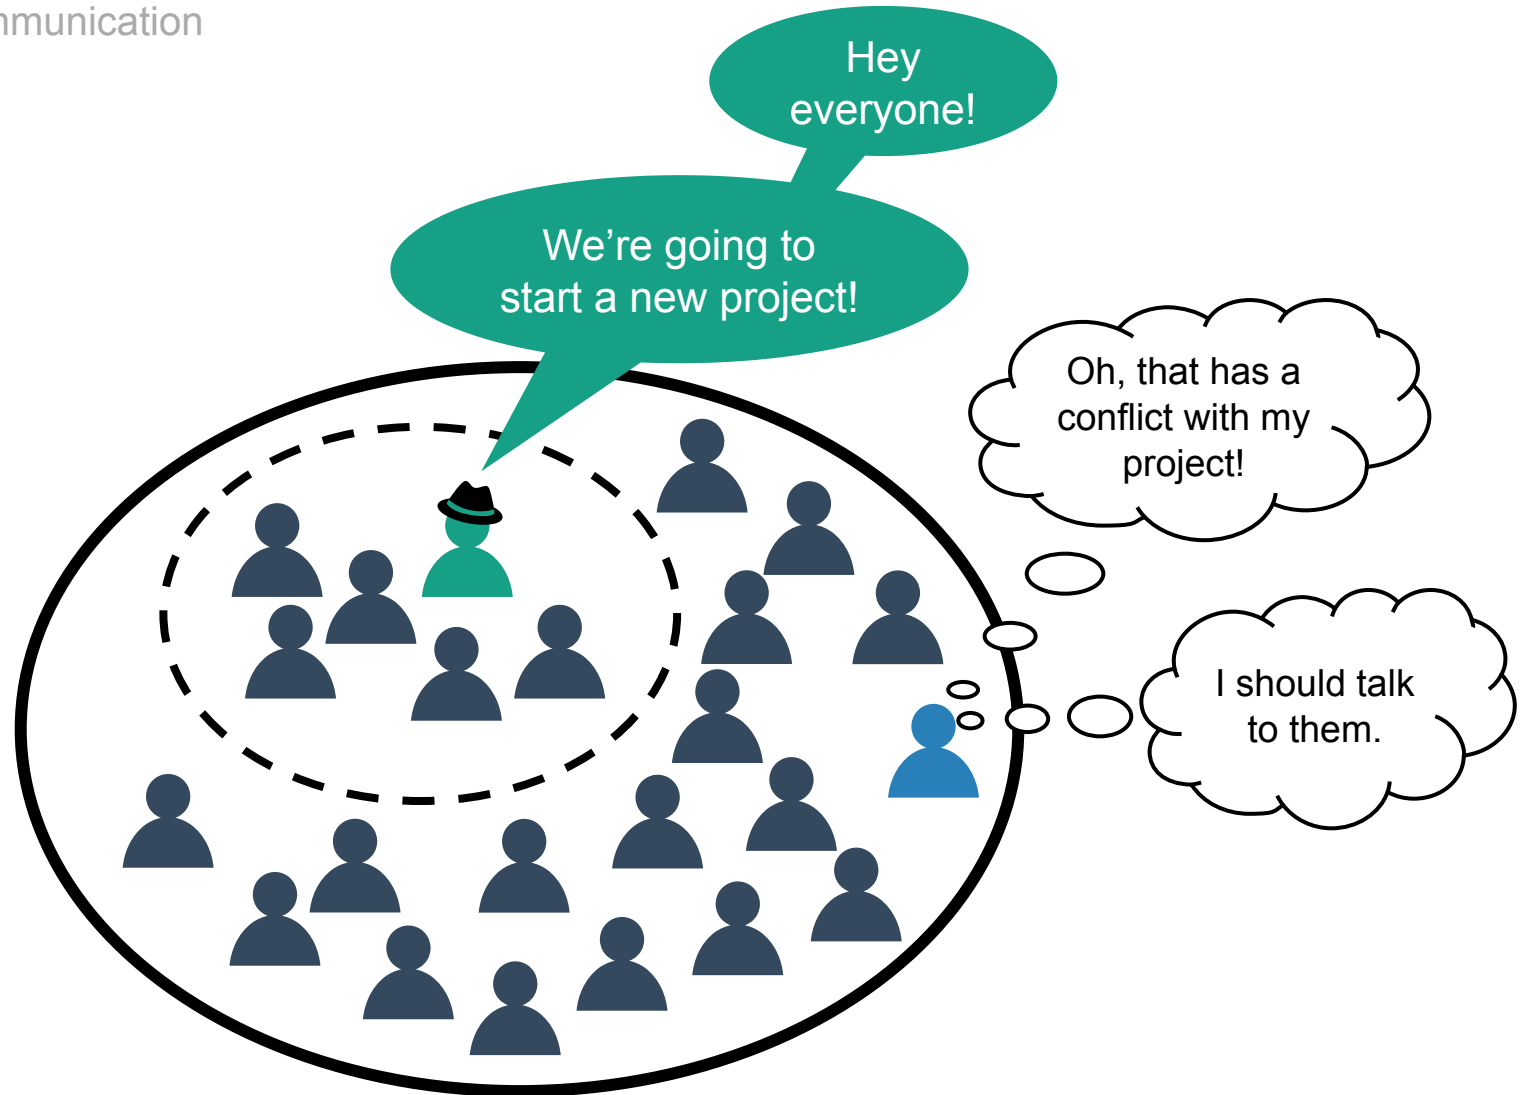 mmunication
Hey
everyone!
We're going to
start a new project!
Oh, that has a
conflict with my
project!
I should talk
to them.